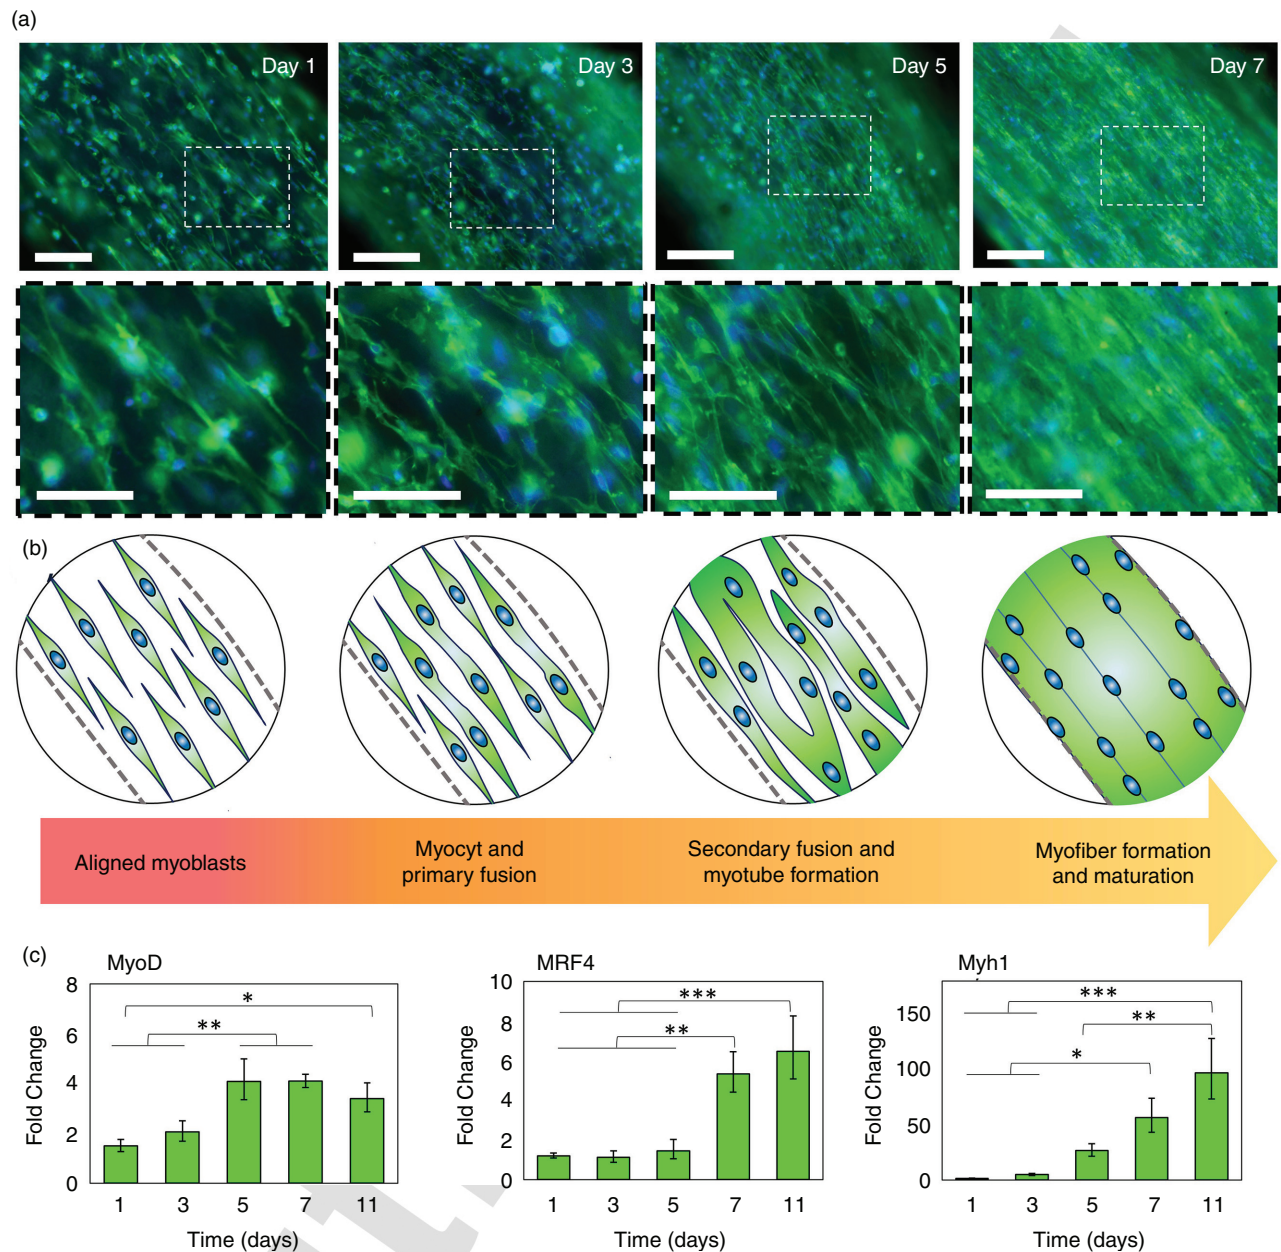 (a)
Day 1
Day 3
Day 5
Day 7
(b)
Aligned myoblasts
Myocyt and
primary fusion
Secondary fusion and
myotube formation
Myofiber formation
and maturation
(c)
MyoD
8
6
4
2
0
Fold Change
*
**
1 3 5 7 11
Time (days)
MRF4
10
8
6
4
2
0
Fold Change
***
**
1 3 5 7 11
Time (days)
Myh1
150
100
50
0
Fold Change
***
**
*
1 3 5 7 11
Time (days)